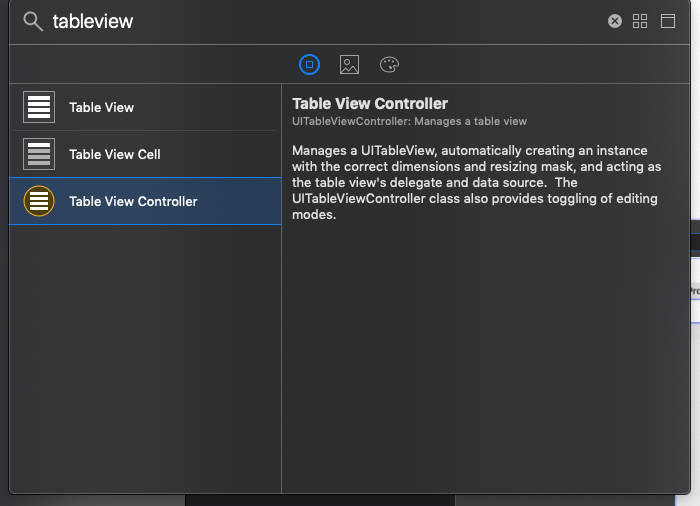 tableview
Table View
Table View Cell
Table View Controller
Table View Controller
UITableViewController: Manages a table view
Manages a UITableView, automatically creating an instance
with the correct dimensions and resizing mask, and acting as
the table view's delegate and data source.  The
UITableViewController class also provides toggling of editing
modes.